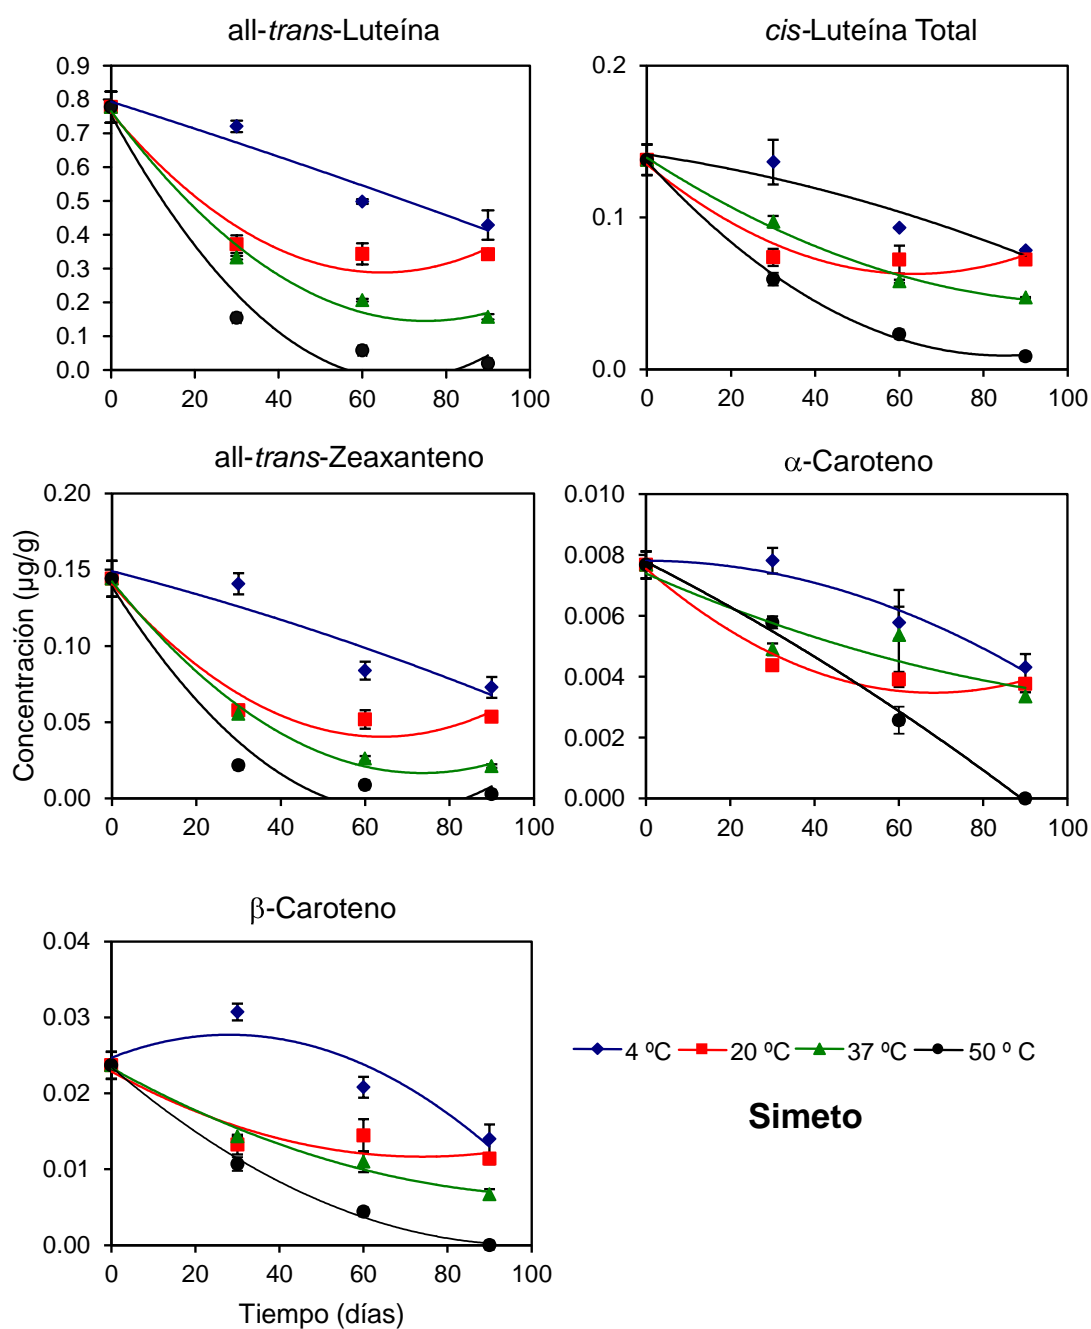 all-trans-Luteína
cis-Luteína Total
0.9
0.8
0.7
0.6
0.5
0.4
0.3
0.2
0.1
0.0
0 20 40 60 80 100
0.2
0.1
0.0
0 20 40 60 80 100
all-trans-Zeaxanteno
α-Caroteno
Concentración (µg/g)
0.20
0.15
0.10
0.05
0.00
0 20 40 60 80 100
0.010
0.008
0.006
0.004
0.002
0.000
0 20 40 60 80 100
β-Caroteno
0.04
0.03
0.02
0.01
0.00
0 20 40 60 80 100
Tiempo (días)
4 ºC 20 ºC 37 ºC 50 º C
Simeto